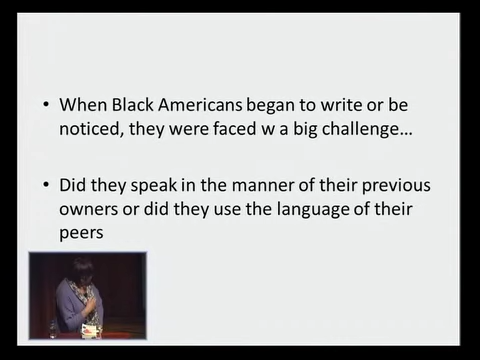 • When Black Americans began to write or be
noticed, they were faced w a big challenge…
• Did they speak in the manner of their previous
owners or did they use the language of their
peers